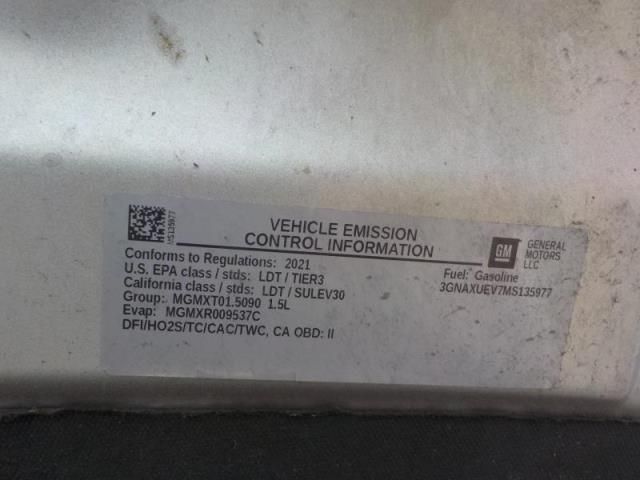 MS135977
VEHICLE EMISSION
CONTROL INFORMATION
GM
GENERAL
MOTORS
LLC
Conforms to Regulations: 2021
U.S. EPA class / stds: LDT / TIER3
California class / stds: LDT / SULEV30
Group: MGMXT01.5090 1.5L
Evap: MGMXR009537C
DFI/HO2S/TC/CAC/TWC, CA OBD: II
Fuel: Gasoline
3GNAXUEV7MS135977